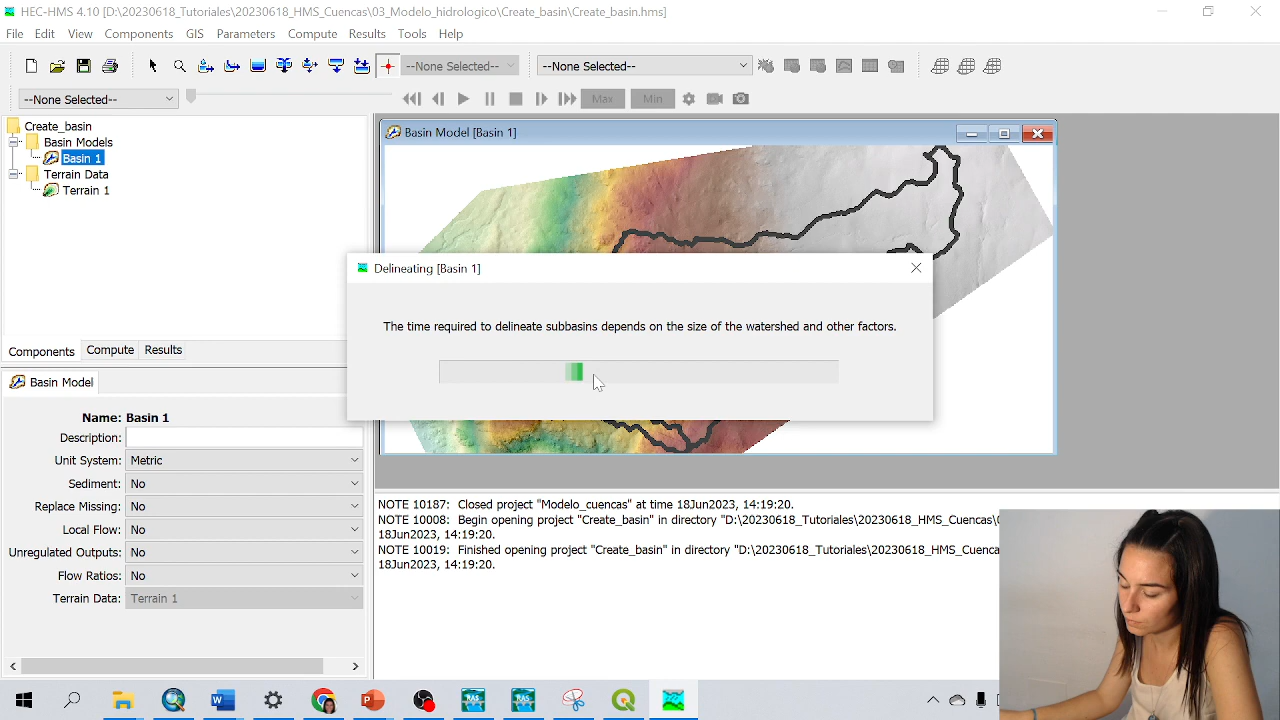 HEC-HMS 4.10 [D:\20230618_Tutoriales\20230618_HMS_Cuencas\03_Modelo_hidrologico\Create_basin\Create_basin.hms]
File Edit View Components GIS Parameters Compute Results Tools Help
--None Selected-- --None Selected--
--None Selected-- Max Min
Create_basin
Basin Models
Basin 1
Terrain Data
Terrain 1
Components Compute Results
Basin Model [Basin 1]
Delineating [Basin 1]
The time required to delineate subbasins depends on the size of the watershed and other factors.
Basin Model
Name: Basin 1
Description:
Unit System: Metric
Sediment: No
Replace Missing: No
Local Flow: No
Unregulated Outputs: No
Flow Ratios: No
Terrain Data: Terrain 1
NOTE 10187: Closed project "Modelo_cuencas" at time 18Jun2023, 14:19:20.
NOTE 10008: Begin opening project "Create_basin" in directory "D:\20230618_Tutoriales\20230618_HMS_Cuencas\
18Jun2023, 14:19:20.
NOTE 10019: Finished opening project "Create_basin" in directory "D:\20230618_Tutoriales\20230618_HMS_Cuenca
18Jun2023, 14:19:20.
RAS RAS